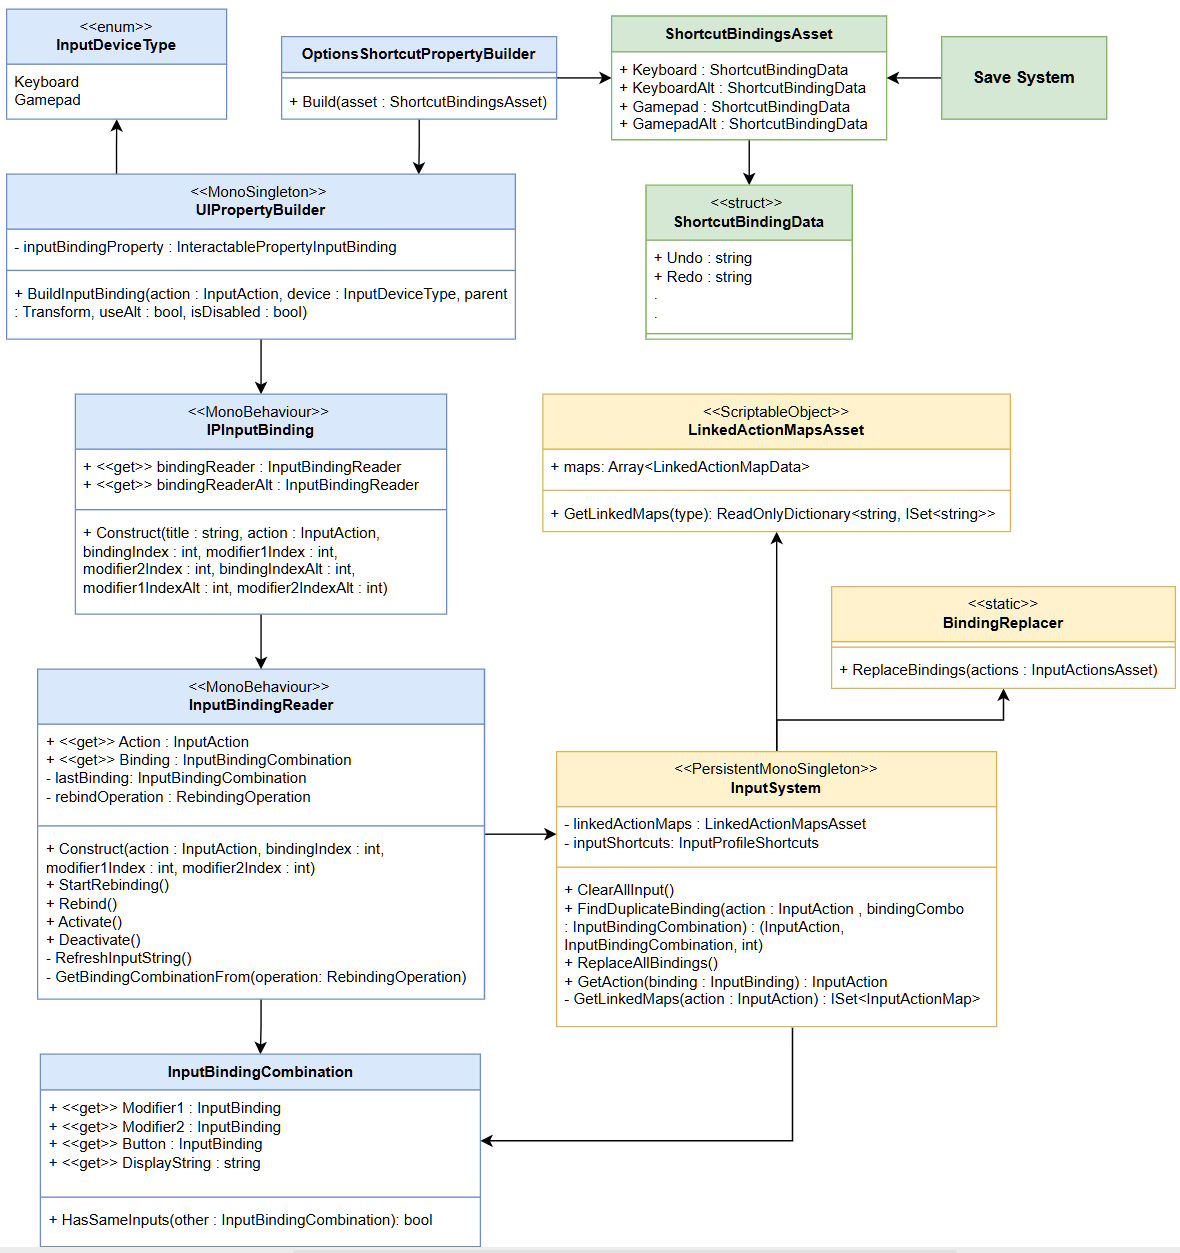 <<enum>>
InputDeviceType
Keyboard
Gamepad
OptionsShortcutPropertyBuilder
+ Build(asset : ShortcutBindingsAsset)
ShortcutBindingsAsset
+ Keyboard : ShortcutBindingData
+ KeyboardAlt : ShortcutBindingData
+ Gamepad : ShortcutBindingData
+ GamepadAlt : ShortcutBindingData
Save System
<<MonoSingleton>>
UIPropertyBuilder
- inputBindingProperty : InteractablePropertyInputBinding
+ BuildInputBinding(action : InputAction, device : InputDeviceType, parent
: Transform, useAlt : bool, isDisabled : bool)
<<struct>>
ShortcutBindingData
+ Undo : string
+ Redo : string
.
.
<<MonoBehaviour>>
IPInputBinding
+ <<get>> bindingReader : InputBindingReader
+ <<get>> bindingReaderAlt : InputBindingReader
+ Construct(title : string, action : InputAction,
bindingIndex : int, modifier1Index : int,
modifier2Index : int, bindingIndexAlt : int,
modifier1IndexAlt : int, modifier2IndexAlt : int)
<<ScriptableObject>>
LinkedActionMapsAsset
+ maps: Array<LinkedActionMapData>
+ GetLinkedMaps(type): ReadOnlyDictionary<string, ISet<string>>
<<static>>
BindingReplacer
+ ReplaceBindings(actions : InputActionsAsset)
<<MonoBehaviour>>
InputBindingReader
+ <<get>> Action : InputAction
+ <<get>> Binding : InputBindingCombination
- lastBinding: InputBindingCombination
- rebindOperation : RebindingOperation
+ Construct(action : InputAction, bindingIndex : int,
modifier1Index : int, modifier2Index : int)
+ StartRebinding()
+ Rebind()
+ Activate()
+ Deactivate()
- RefreshInputString()
- GetBindingCombinationFrom(operation: RebindingOperation)
<<PersistentMonoSingleton>>
InputSystem
- linkedActionMaps : LinkedActionMapsAsset
- inputShortcuts: InputProfileShortcuts
+ ClearAllInput()
+ FindDuplicateBinding(action : InputAction , bindingCombo
: InputBindingCombination) : (InputAction,
InputBindingCombination, int)
+ ReplaceAllBindings()
+ GetAction(binding : InputBinding) : InputAction
- GetLinkedMaps(action : InputAction) : ISet<InputActionMap>
InputBindingCombination
+ <<get>> Modifier1 : InputBinding
+ <<get>> Modifier2 : InputBinding
+ <<get>> Button : InputBinding
+ <<get>> DisplayString : string
+ HasSameInputs(other : InputBindingCombination): bool